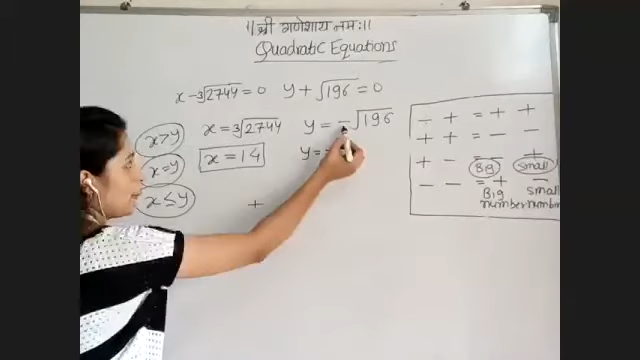 ॥ श्री गणेशाय नमः ॥
Quadratic Equations
x - 3√2744 = 0   y + √196 = 0
x > y   x = 3√2744   y = -√196
x = y   x = 14   y = -
x ≤ y   +
- + = + +
+ + = - -
+ - = - +
Big small
- - = + -
Big small
number number